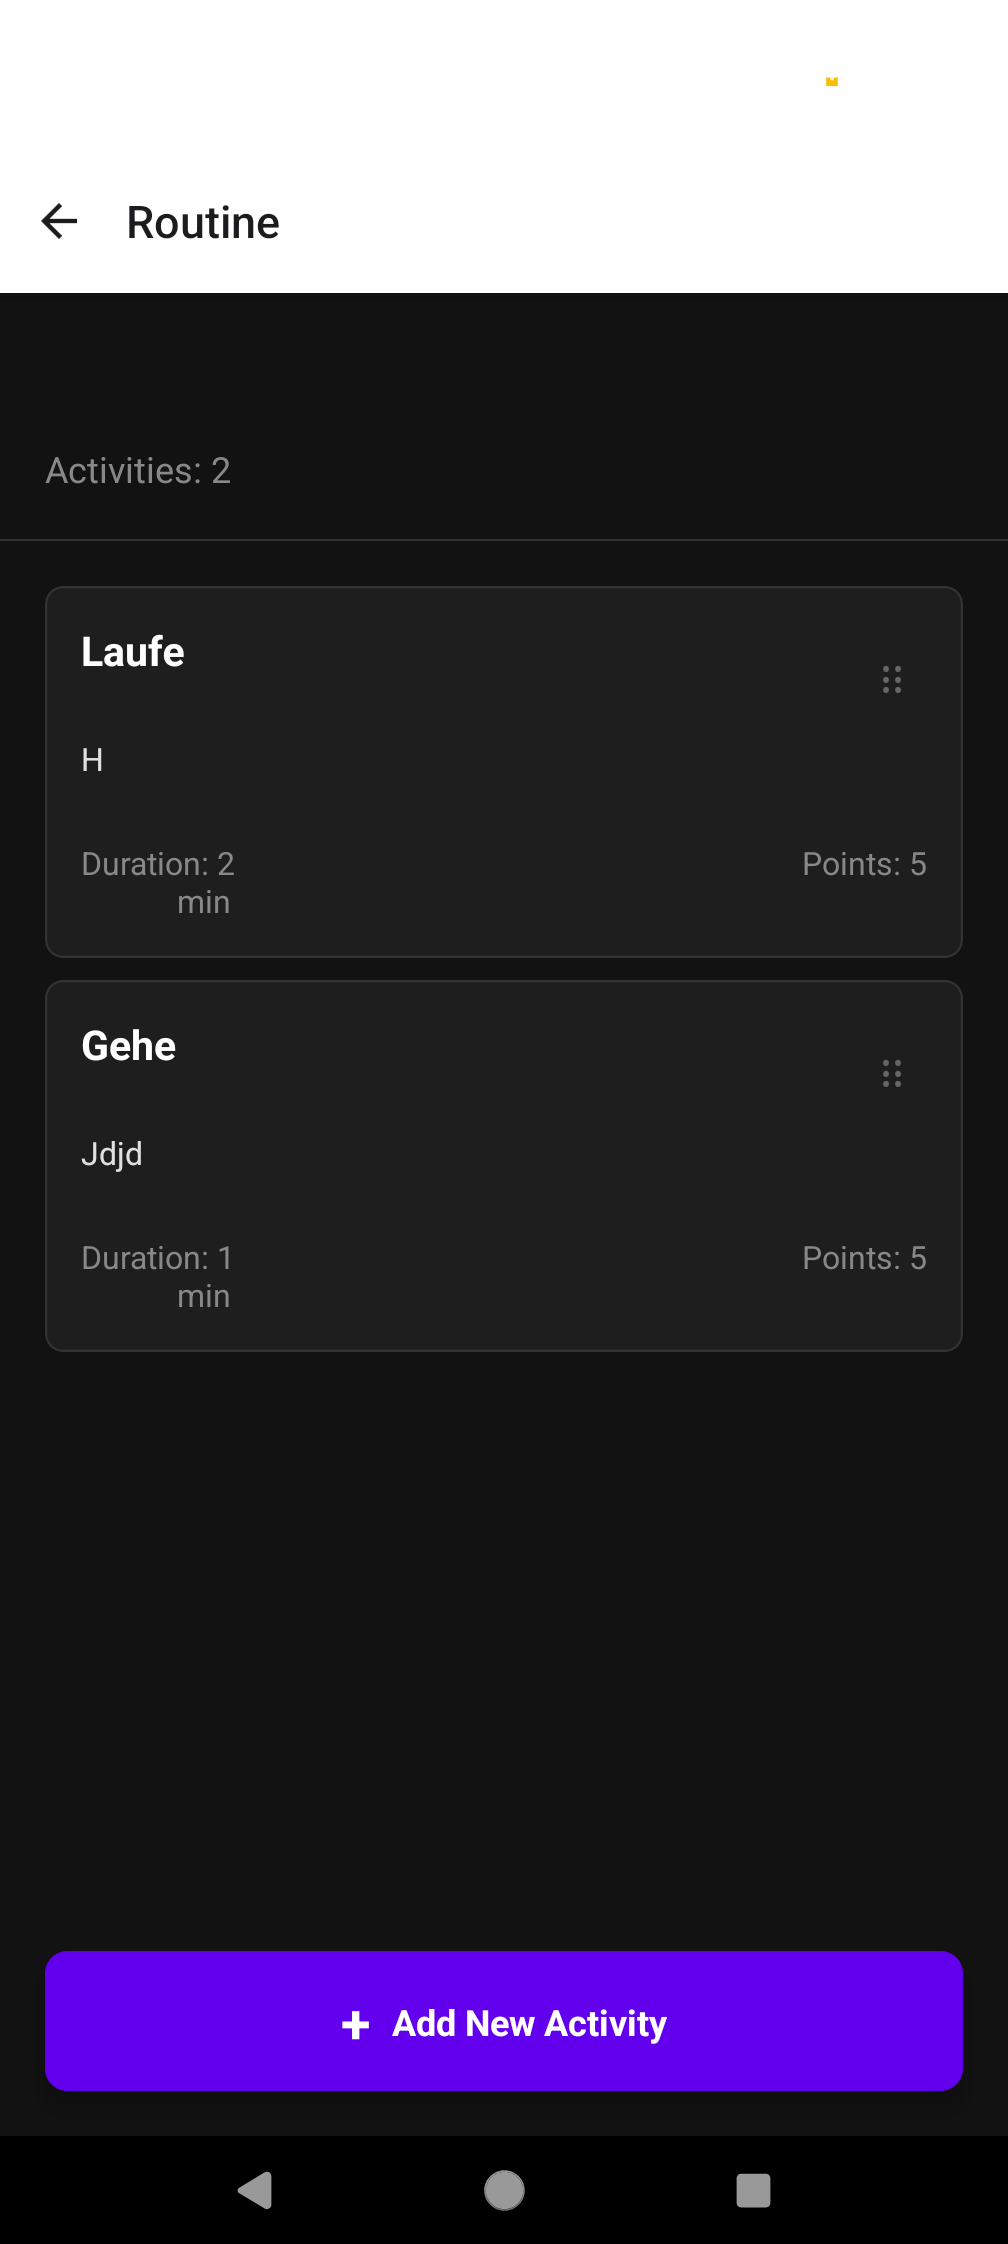 Routine
Activities: 2
Laufe
H
Duration: 2
min
Points: 5
Gehe
Jdjd
Duration: 1
min
Points: 5
+ Add New Activity